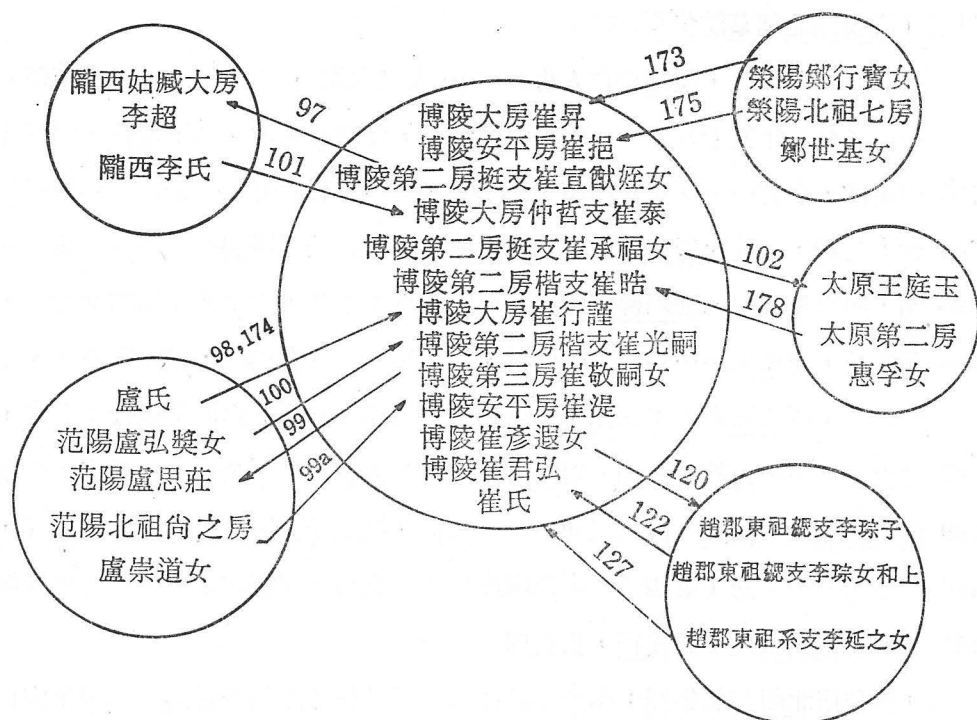 隴西姑臧大房
李超
隴西李氏
97
101
173
175
滎陽鄭行寶女
滎陽北祖七房
鄭世基女
博陵大房崔昇
博陵安平房崔挹
博陵第二房挺支崔宣猷姪女
博陵大房仲哲支崔泰
博陵第二房挺支崔承福女
博陵第二房楷支崔晧
博陵大房崔行謹
博陵第二房楷支崔光嗣
博陵第三房崔敬嗣女
博陵安平房崔湜
博陵崔彥遐女
博陵崔君弘
崔氏
102
178
太原王庭玉
太原第二房
惠孚女
98,174
100
99
99a
盧氏
范陽盧弘獎女
范陽盧思莊
范陽北祖尙之房
盧崇道女
120
122
127
趙郡東祖勰支李琮子
趙郡東祖勰支李琮女和上
趙郡東祖系支李延之女